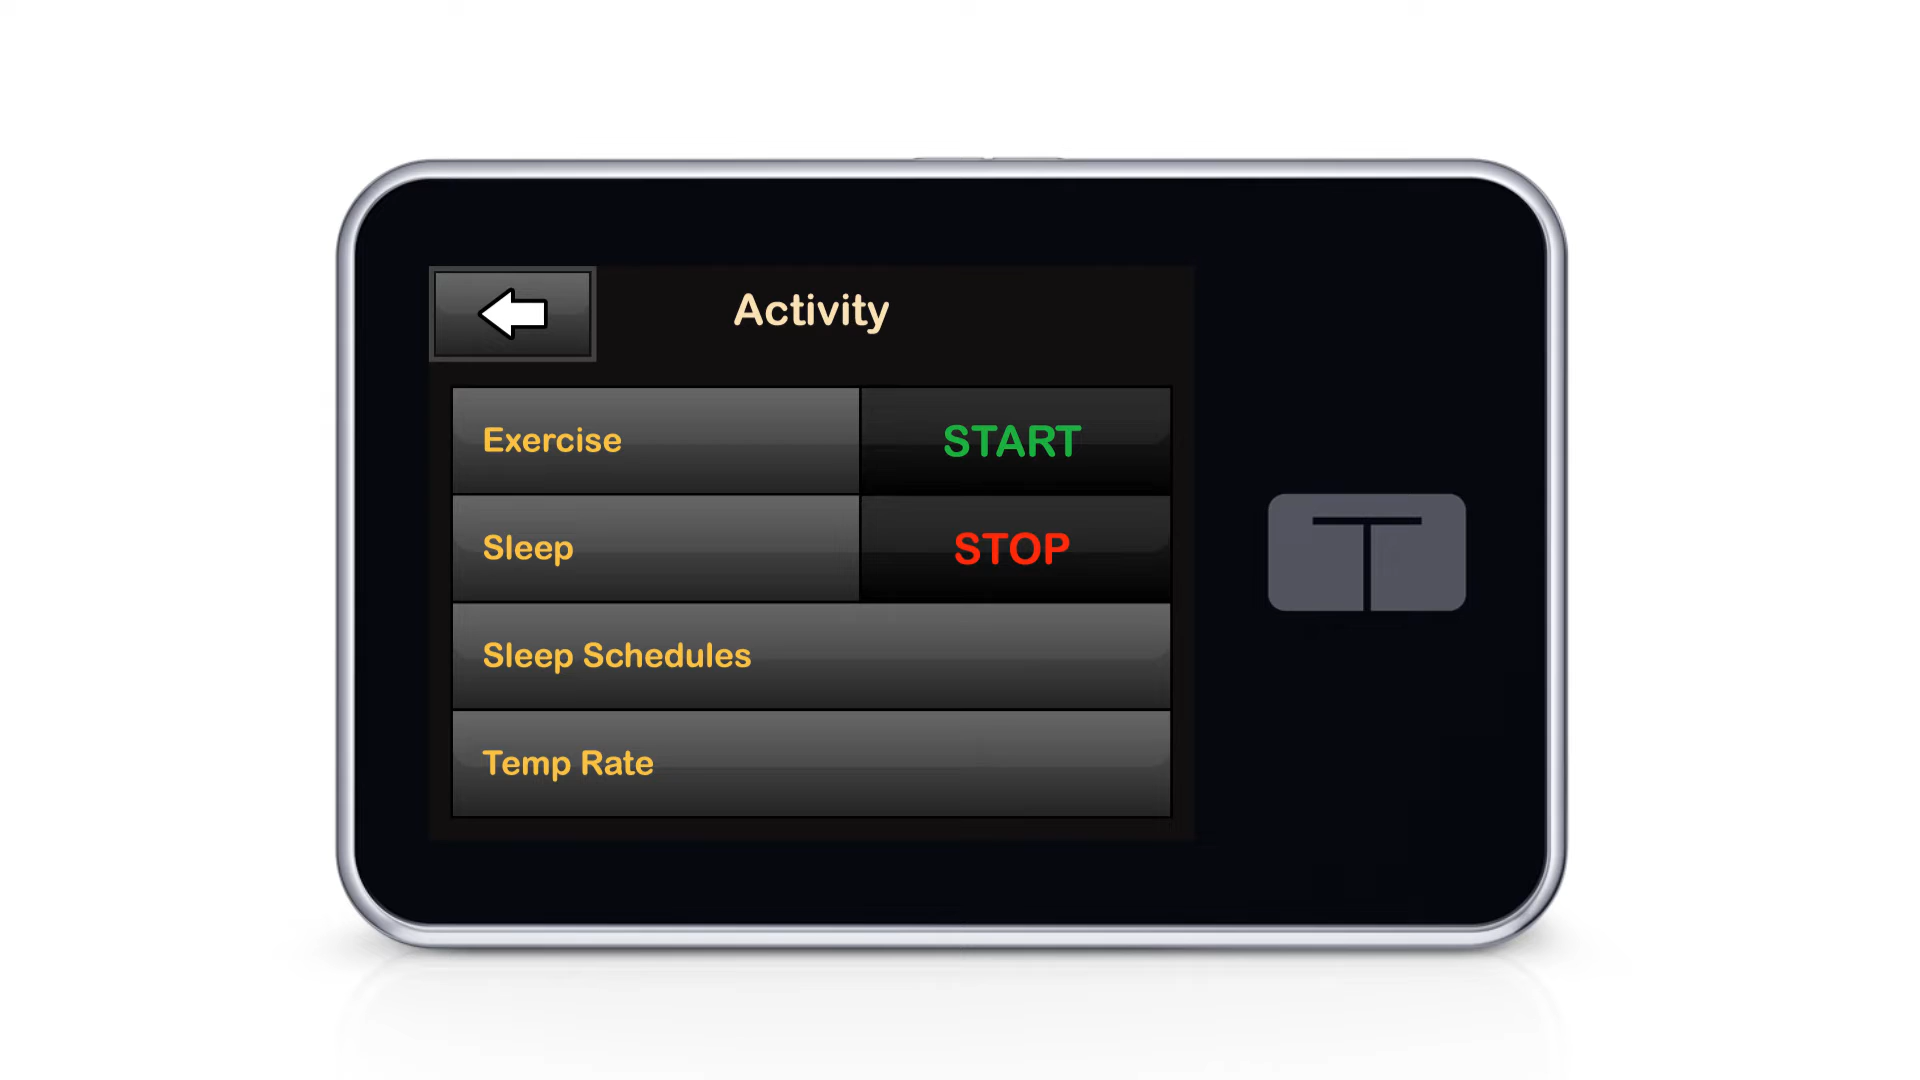 Activity
Exercise
START
Sleep
STOP
Sleep Schedules
Temp Rate